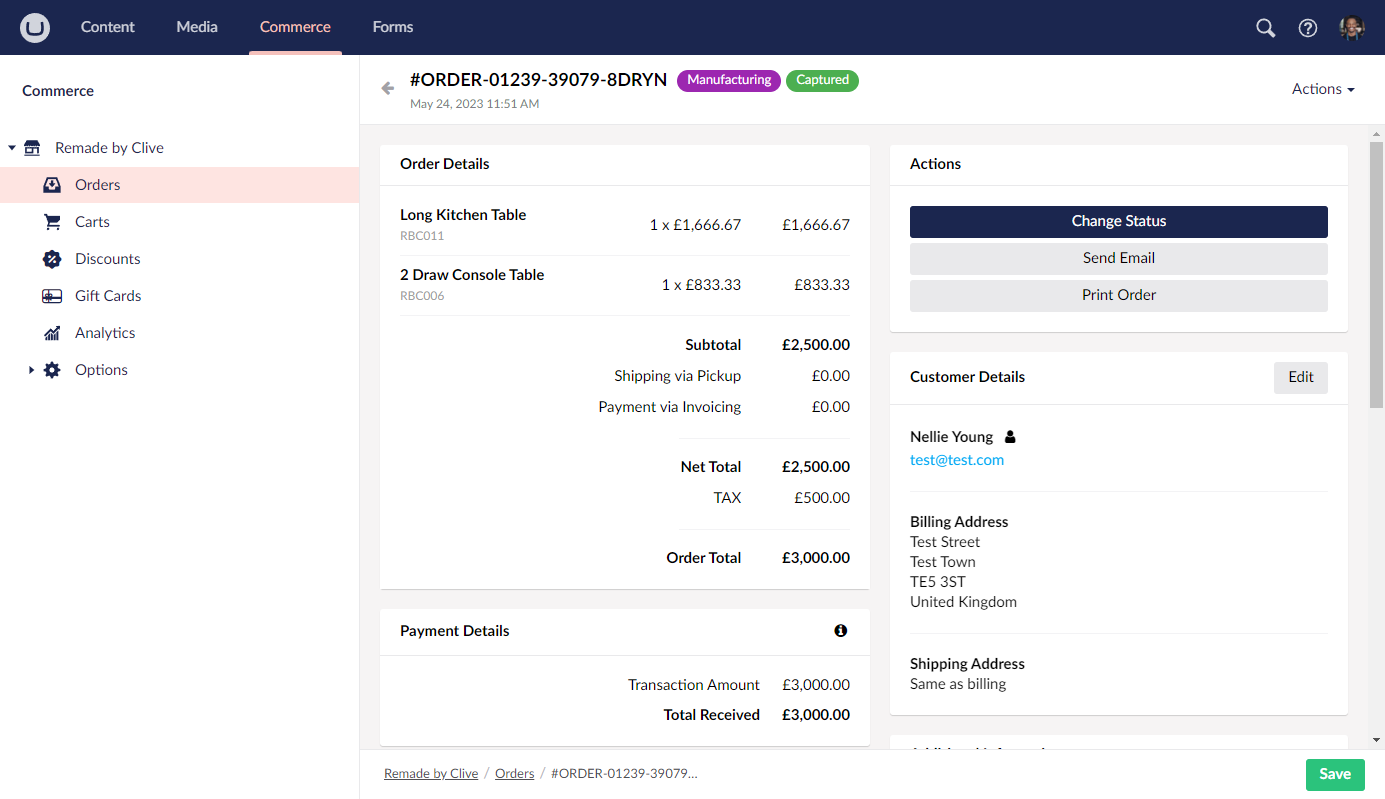 Content Media Commerce Forms
Commerce
Remade by Clive
Orders
Carts
Discounts
Gift Cards
Analytics
Options
#ORDER-01239-39079-8DRYN Manufacturing Captured
May 24, 2023 11:51 AM
Actions
Order Details
Long Kitchen Table
RBC011
1 x £1,666.67 £1,666.67
2 Draw Console Table
RBC006
1 x £833.33 £833.33
Subtotal £2,500.00
Shipping via Pickup £0.00
Payment via Invoicing £0.00
Net Total £2,500.00
TAX £500.00
Order Total £3,000.00
Payment Details
Transaction Amount £3,000.00
Total Received £3,000.00
Actions
Change Status
Send Email
Print Order
Customer Details Edit
Nellie Young
test@test.com
Billing Address
Test Street
Test Town
TE5 3ST
United Kingdom
Shipping Address
Same as billing
Remade by Clive / Orders / #ORDER-01239-39079...
Save